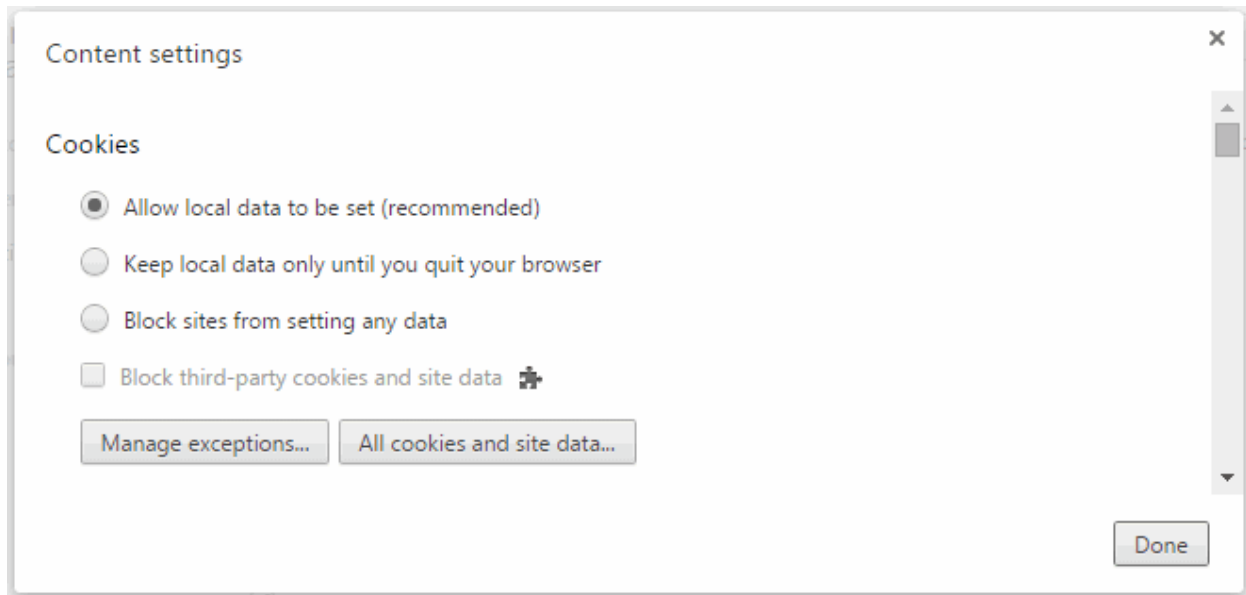 Content settings
Cookies
Allow local data to be set (recommended)
Keep local data only until you quit your browser
Block sites from setting any data
Block third-party cookies and site data
Manage exceptions... All cookies and site data...
Done